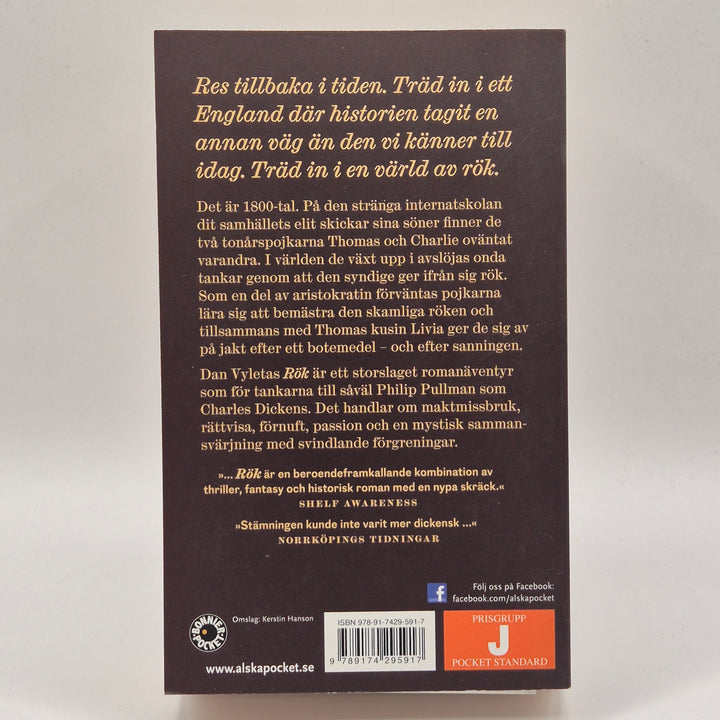 Res tillbaka i tiden. Träd in i ett
England där historien tagit en
annan väg än den vi känner till
idag. Träd in i en värld av rök.
Det är 1800-tal. På den stränga internatskolan
dit samhällets elit skickar sina söner finner de
två tonårspojkarna Thomas och Charlie oväntat
varandra. I världen de växt upp i avslöjas onda
tankar genom att den syndige ger ifrån sig rök.
Som en del av aristokratin förväntas pojkarna
lära sig att bemästra den skamliga röken och
tillsammans med Thomas kusin Livia ger de sig av
på jakt efter ett botemedel – och efter sanningen.
Dan Vyletas Rök är ett storslaget romanäventyr
som för tankarna till såväl Philip Pullman som
Charles Dickens. Det handlar om maktmissbruk,
rättvisa, förnuft, passion och en mystisk samman-
svärjning med svindlande förgreningar.
»... Rök är en beroendeframkallande kombination av
thriller, fantasy och historisk roman med en nypa skräck.«
SHELF AWARENESS
»Stämningen kunde inte varit mer dickensk ...«
NORRKÖPINGS TIDNINGAR
f
Följ oss på Facebook:
facebook.com/alskapocket
BONNIER
POCKET
Omslag: Kerstin Hanson
www.alskapocket.se
ISBN 978-91-7429-591-7
9 789174 295917
PRISGRUPP
J
POCKET STANDARD